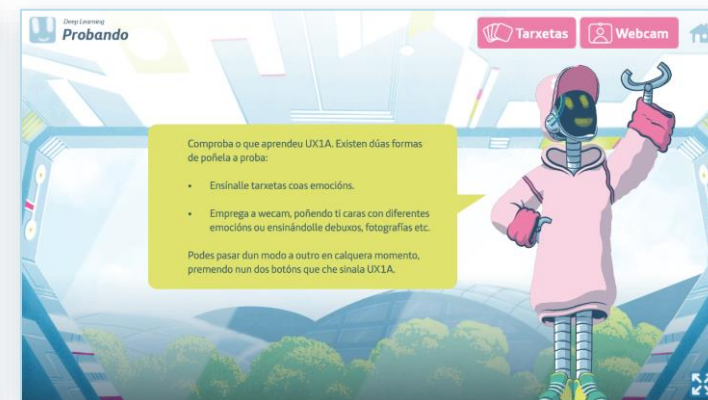 Deep Learning
Probando
Tarxetas
Webcam
Comproba o que aprendeu UX1A. Existen dúas formas
de poñela a proba:
• Ensínalle tarxetas coas emocións.
• Emprega a wecam, poñendo ti caras con diferentes
emocións ou ensinándolle debuxos, fotografías etc.
Podes pasar dun modo a outro en calquera momento,
premendo nun dos botóns que che sinala UX1A.